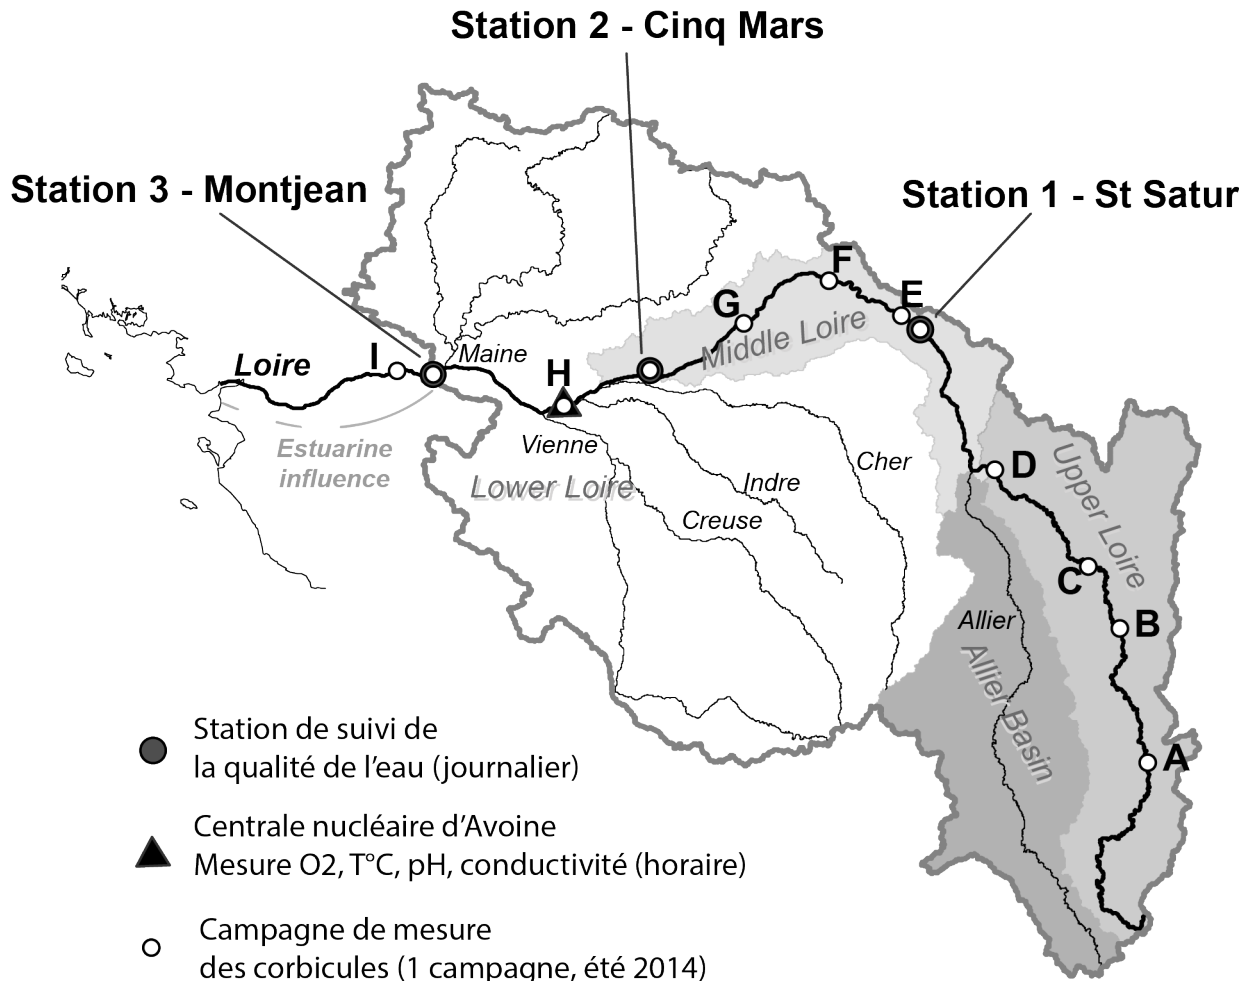 Station 2 - Cinq Mars
Station 3 - Montjean
Station 1 - St Satur
F
E
G
Middle Loire
I
Maine
Loire
H
Estuarine
influence
Vienne
Lower Loire
Cher
Indre
Creuse
D
Upper Loire
C
B
Allier
Allier Basin
A
Station de suivi de
la qualité de l’eau (journalier)
Centrale nucléaire d’Avoine
Mesure O2, T°C, pH, conductivité (horaire)
Campagne de mesure
des corbicules (1 campagne, été 2014)